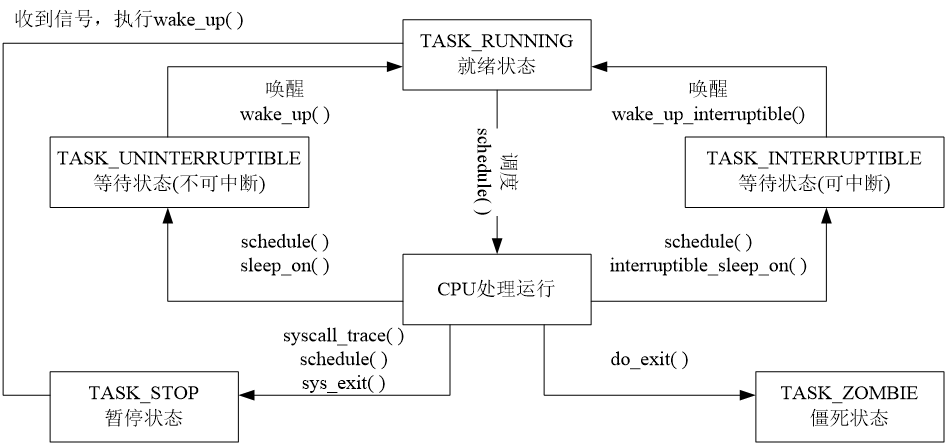 收到信号，执行wake_up( )
TASK_RUNNING
就绪状态
唤醒
wake_up( )
唤醒
wake_up_interruptible()
调度
schedule( )
TASK_UNINTERRUPTIBLE
等待状态(不可中断)
TASK_INTERRUPTIBLE
等待状态(可中断)
schedule( )
sleep_on( )
schedule( )
interruptible_sleep_on( )
CPU处理运行
syscall_trace( )
schedule( )
sys_exit( )
do_exit( )
TASK_STOP
暂停状态
TASK_ZOMBIE
僵死状态